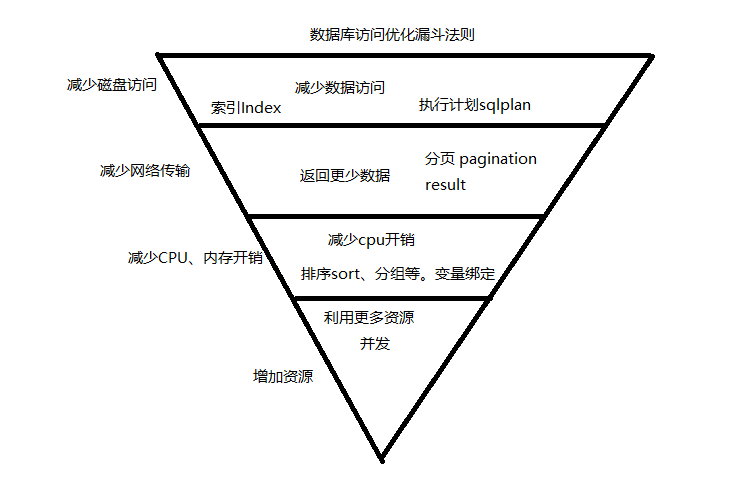 数据库访问优化漏斗法则
减少磁盘访问
减少数据访问
索引Index
执行计划sqlplan
减少网络传输
返回更少数据
分页 pagination
result
减少CPU、内存开销
减少cpu开销
排序sort、分组等。变量绑定
利用更多资源
并发
增加资源